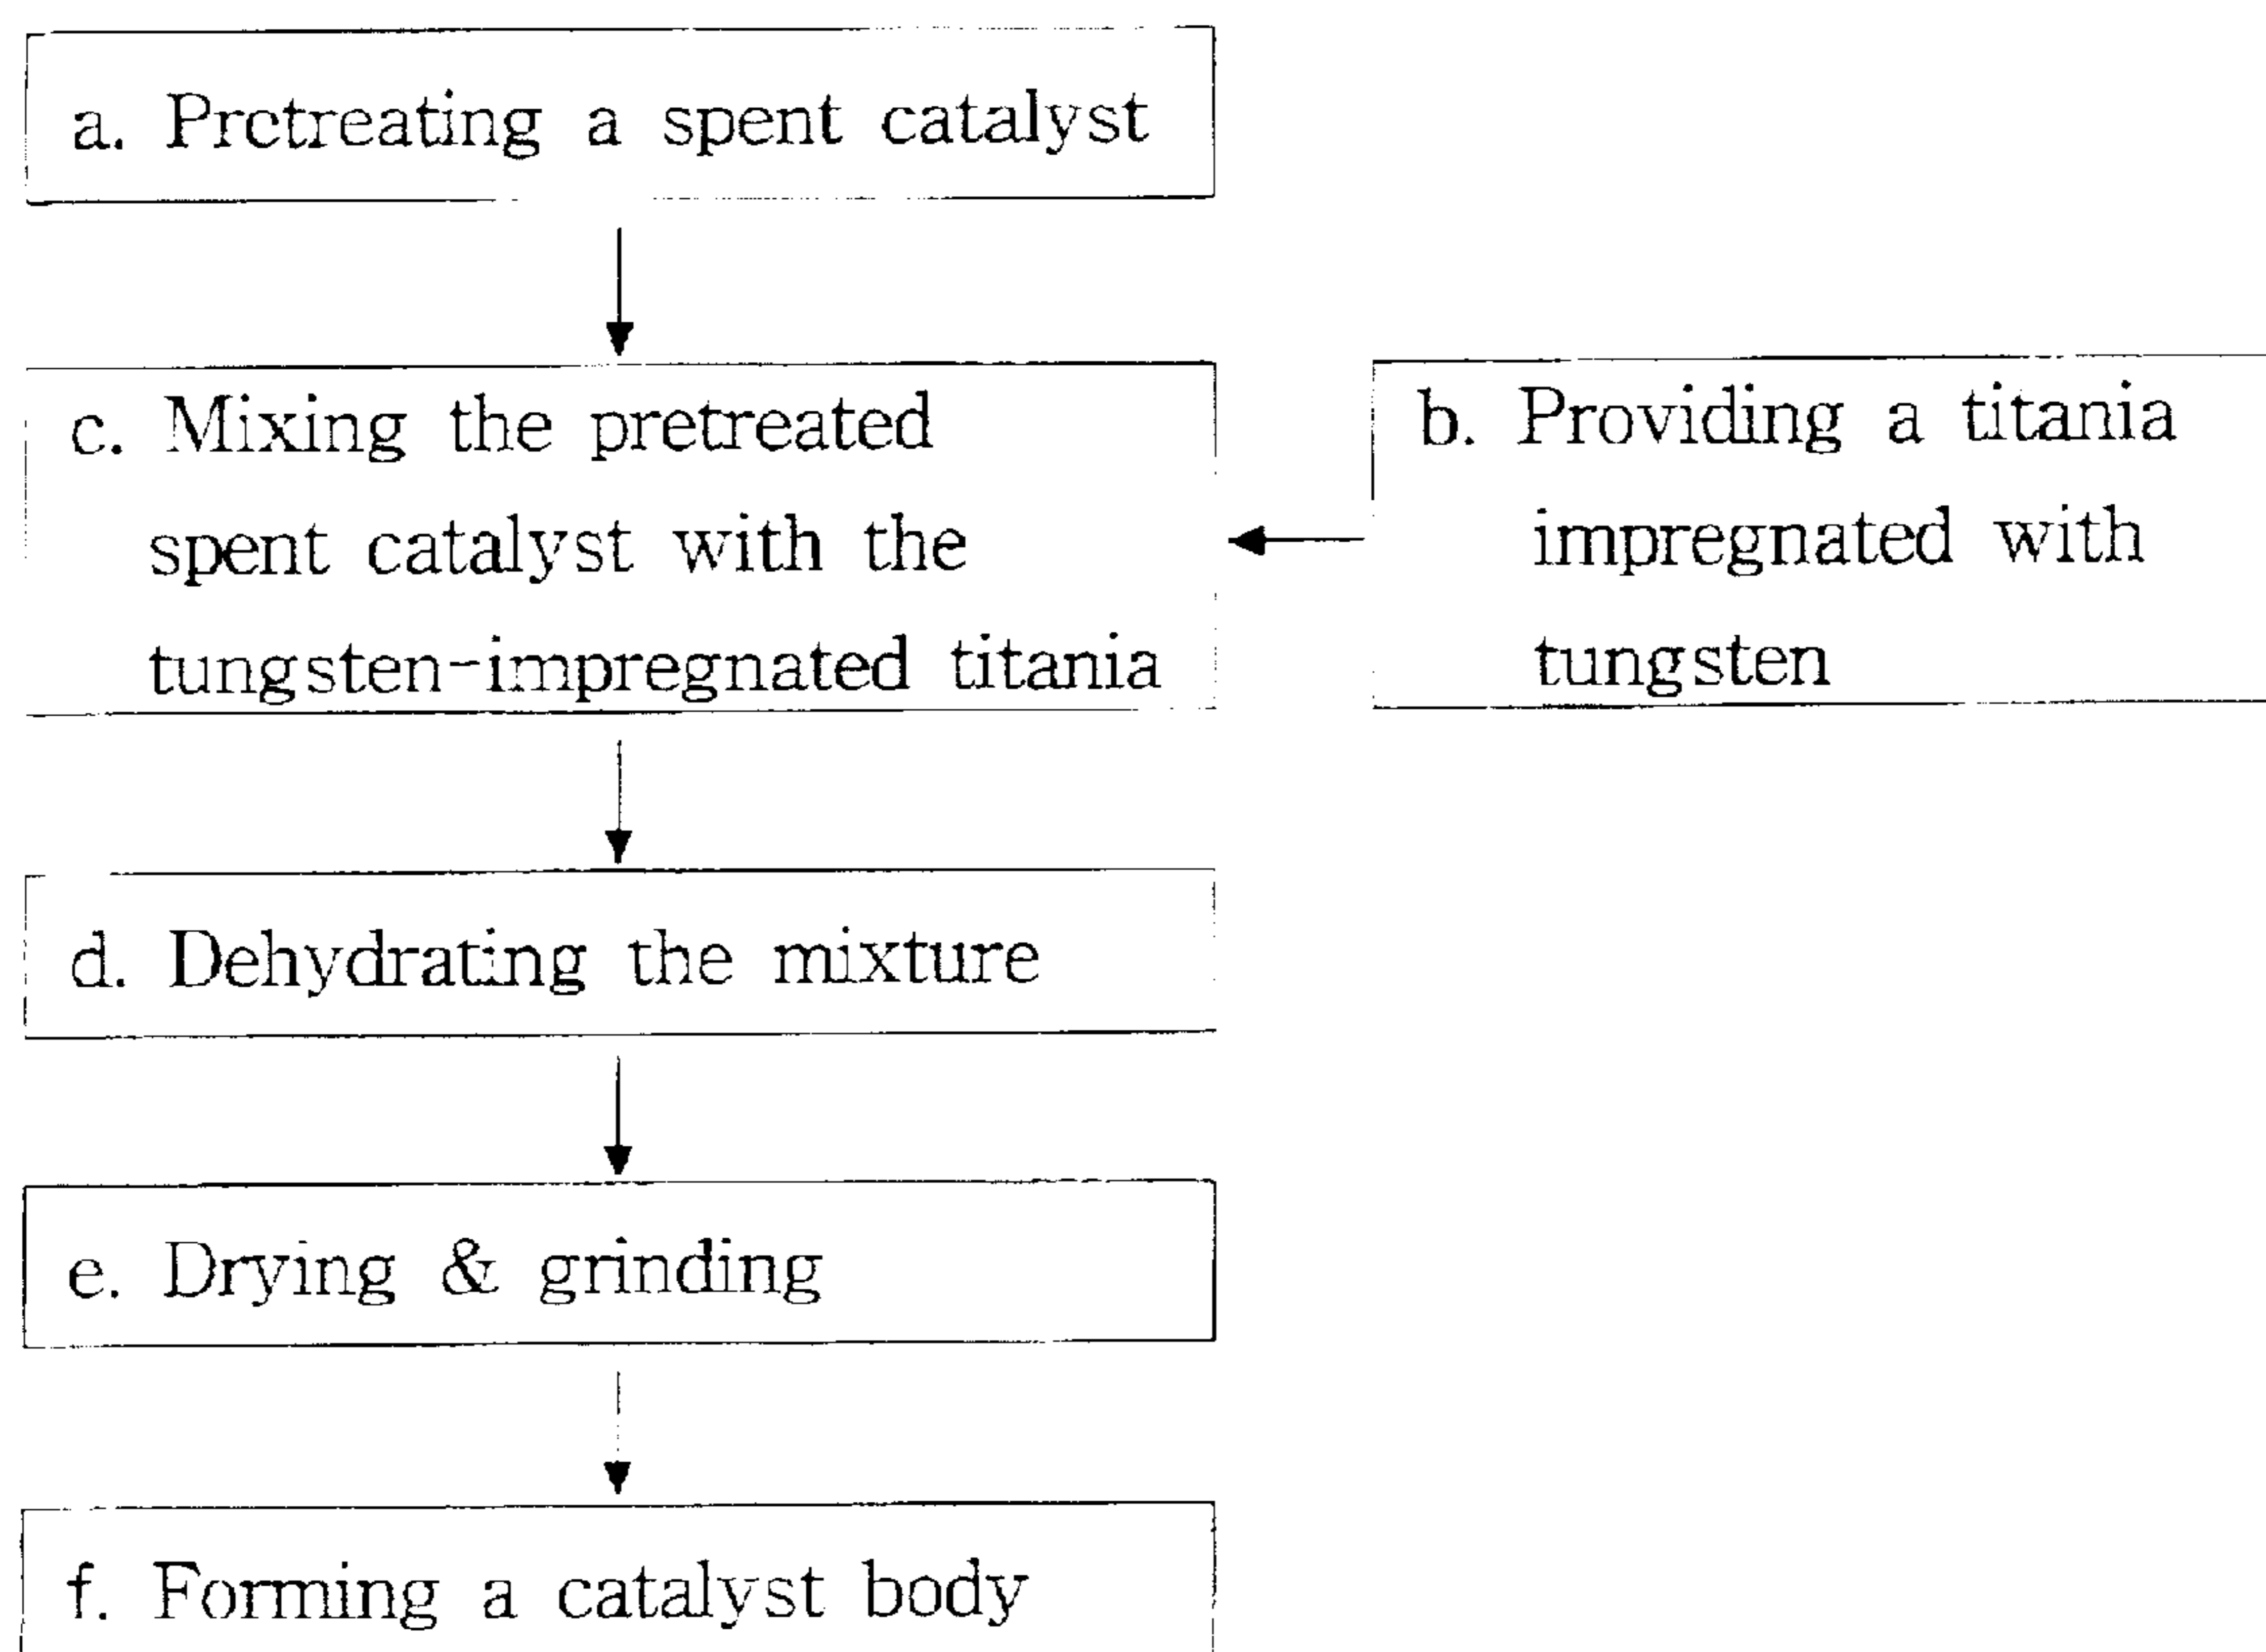 a. Pretreating a spent catalyst
c. Mixing the pretreated
spent catalyst with the
tungsten-impregnated titania
b. Providing a titania
impregnated with
tungsten
d. Dehydrating the mixture
e. Drying & grinding
f. Forming a catalyst body